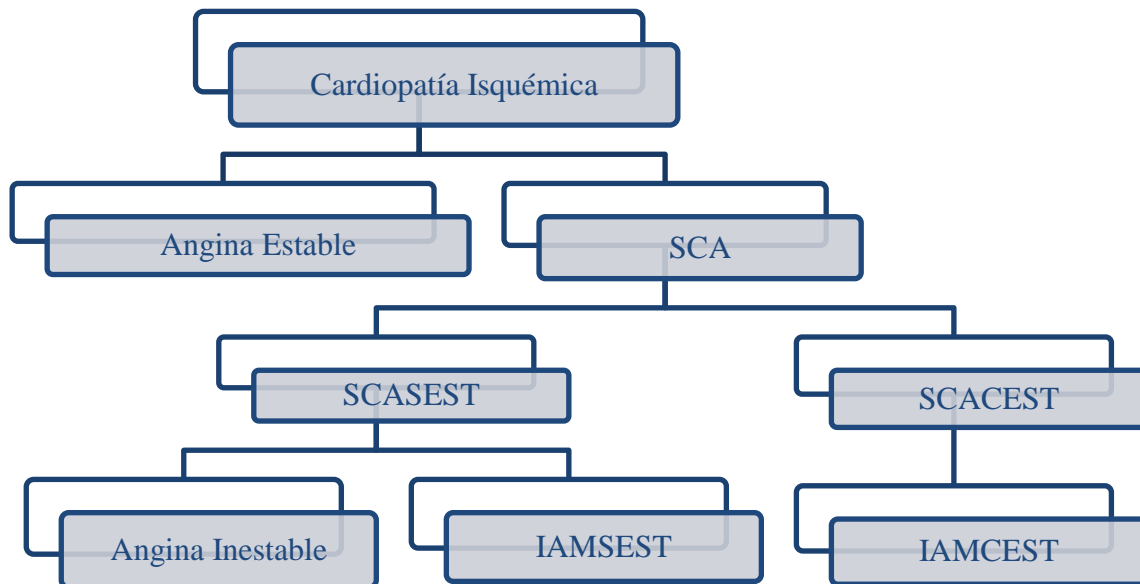 Cardiopatía Isquémica
Angina Estable
SCA
SCASEST
SCACEST
Angina Inestable
IAMSEST
IAMCEST